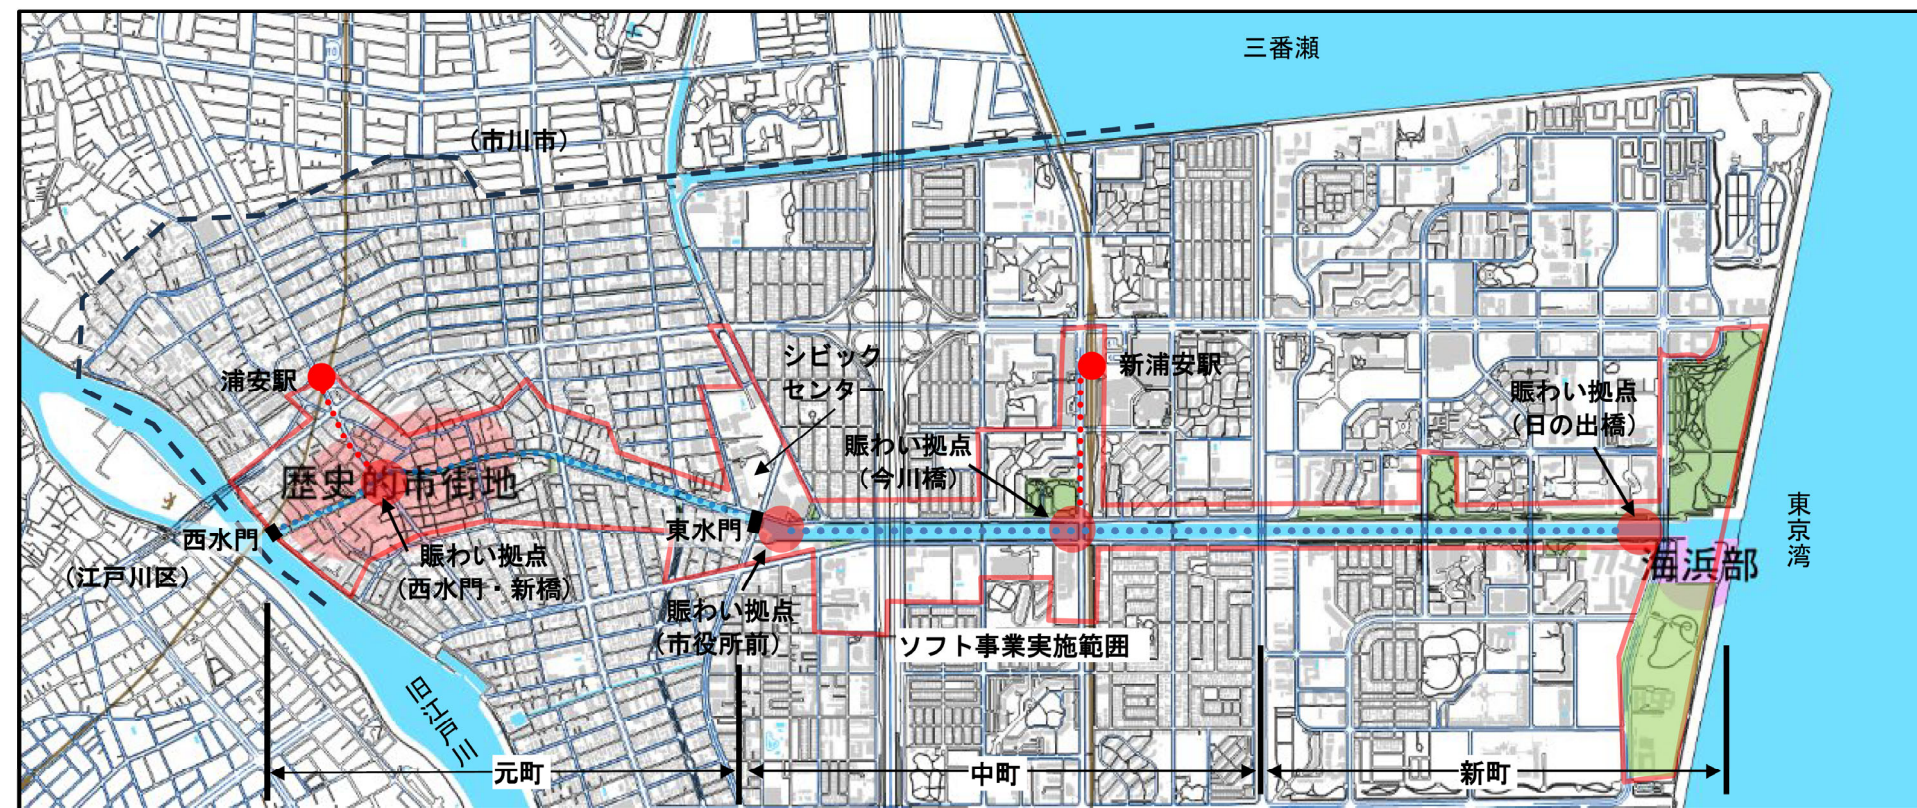 三番瀬
（市川市）
シビック
センター
浦安駅
新浦安駅
賑わい拠点
（日の出橋）
賑わい拠点
（今川橋）
歴史的市街地
東京湾
西水門
東水門
賑わい拠点
（西水門・新橋）
（江戸川区）
海浜部
賑わい拠点
（市役所前）
ソフト事業実施範囲
旧江戸川
元町
中町
新町